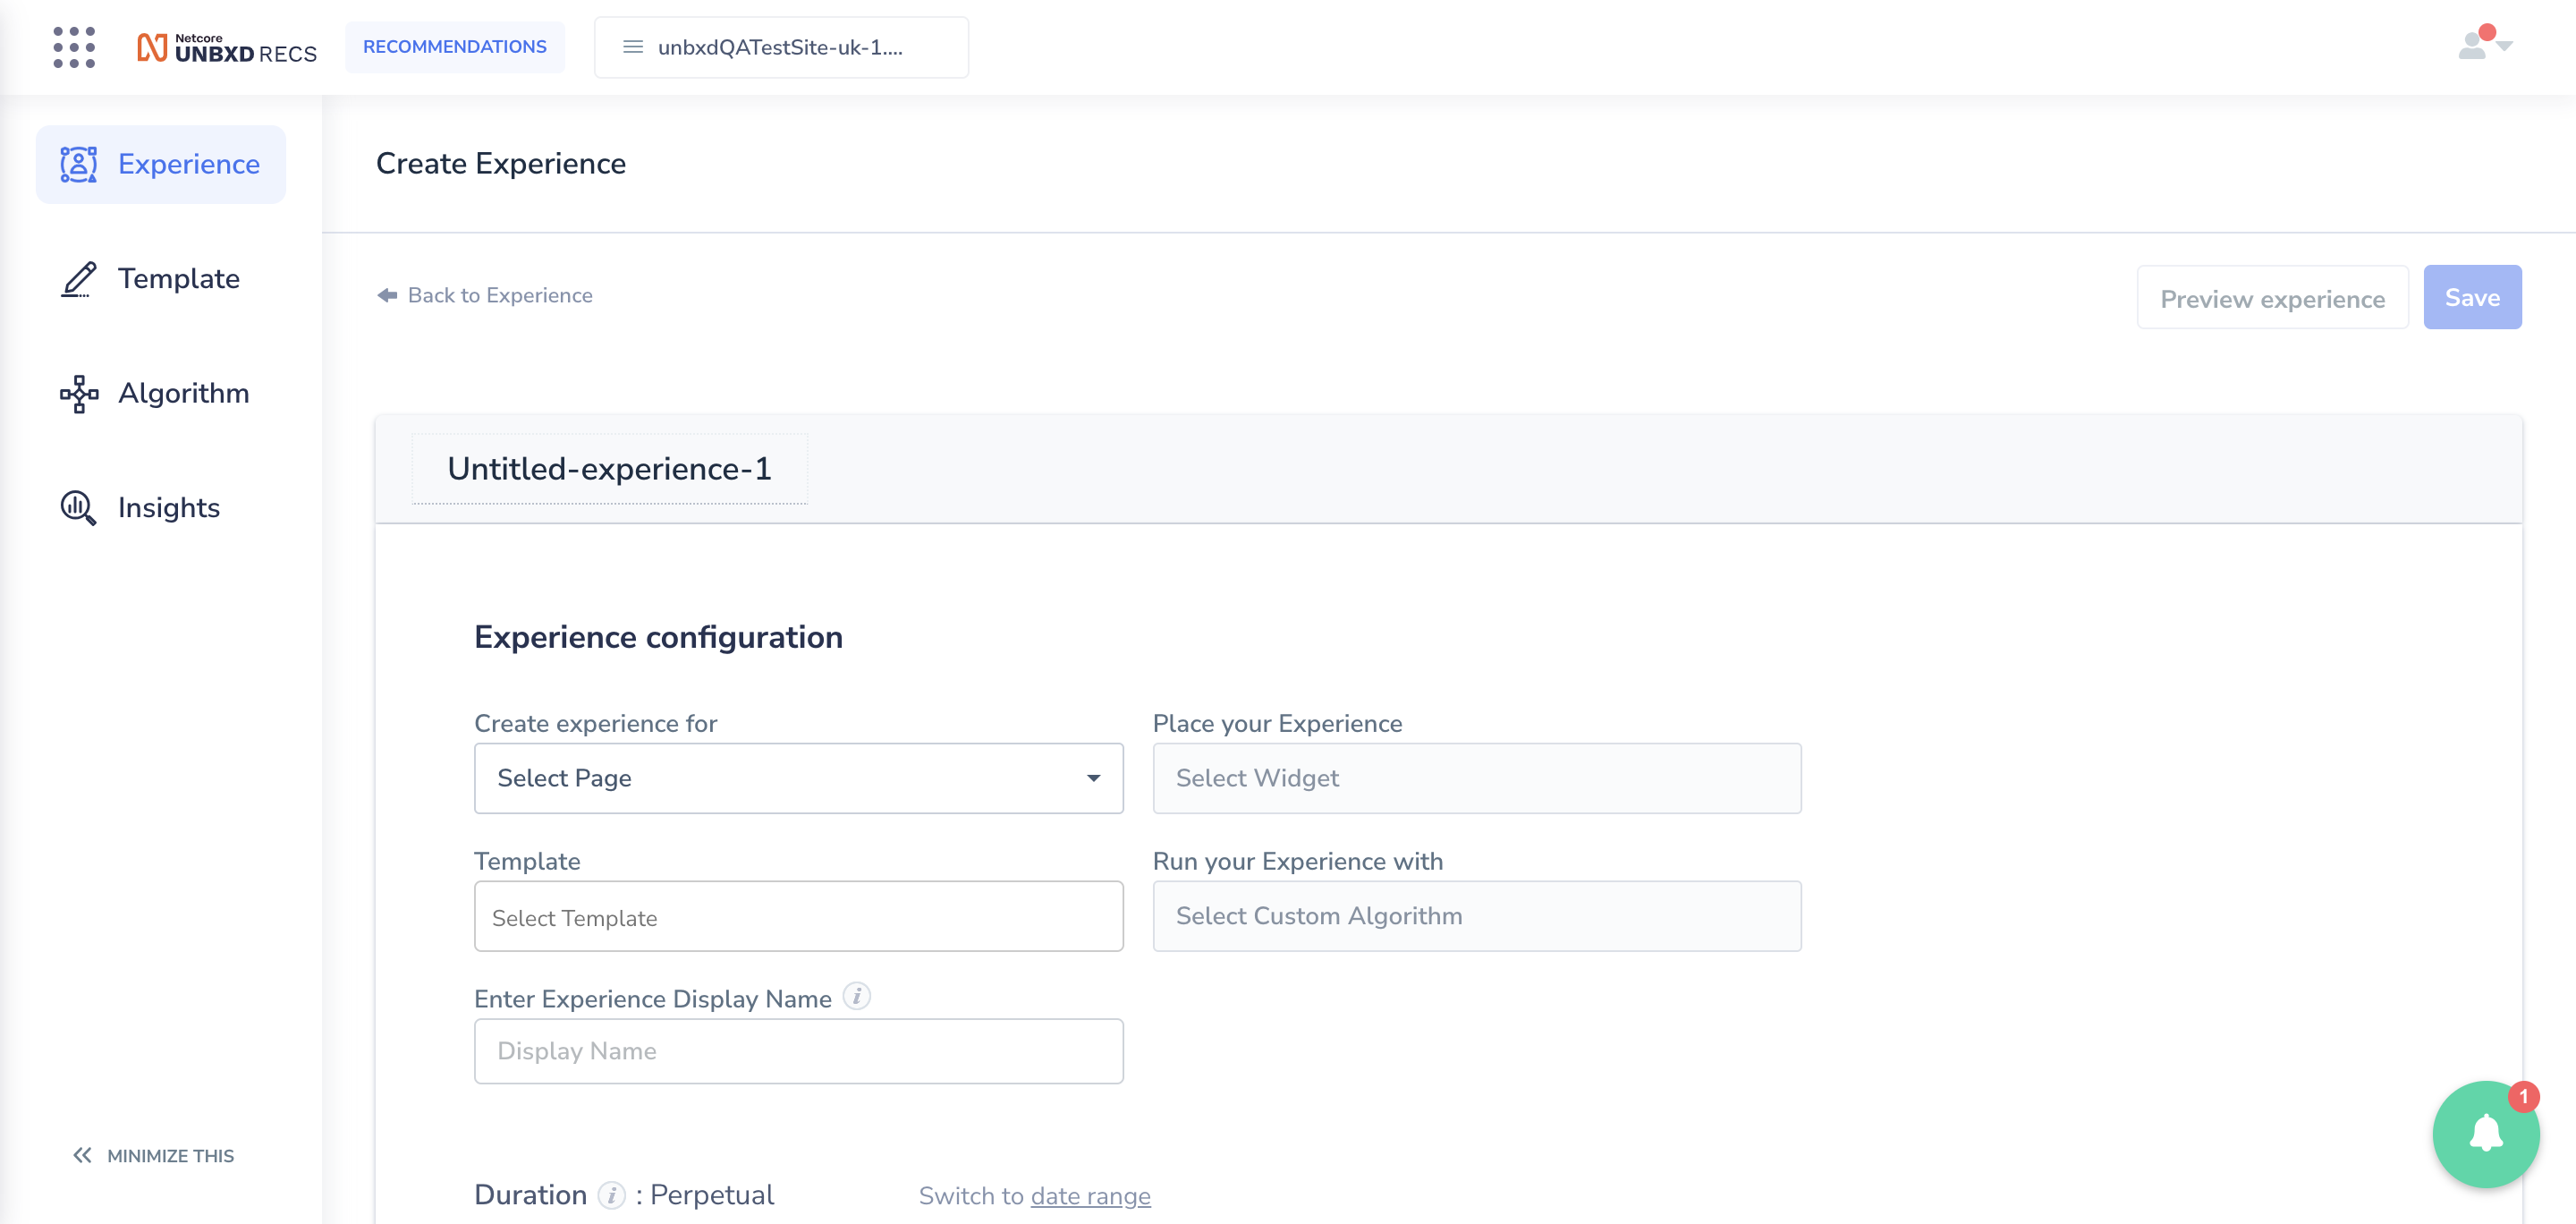 Netcore
UNBXD RECS
RECOMMENDATIONS
unbxdQATestSite-uk-1....
Experience
Template
Algorithm
Insights
MINIMIZE THIS
Create Experience
Back to Experience
Preview experience
Save
Untitled-experience-1
Experience configuration
Create experience for
Select Page
Place your Experience
Select Widget
Template
Select Template
Run your Experience with
Select Custom Algorithm
Enter Experience Display Name i
Display Name
Duration i : Perpetual
Switch to date range
1